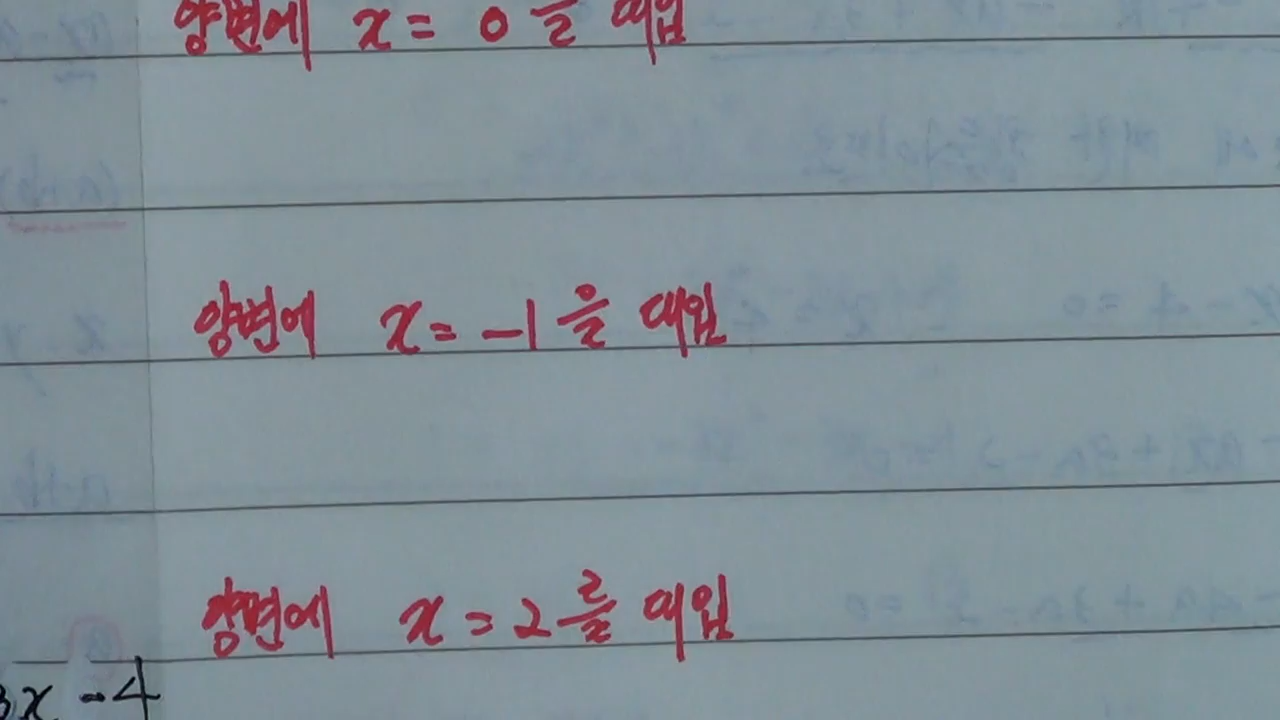 양변에 x = 0 을 대입
양변에 x = -1 을 대입
양변에 x = 2 를 대입
3x - 4